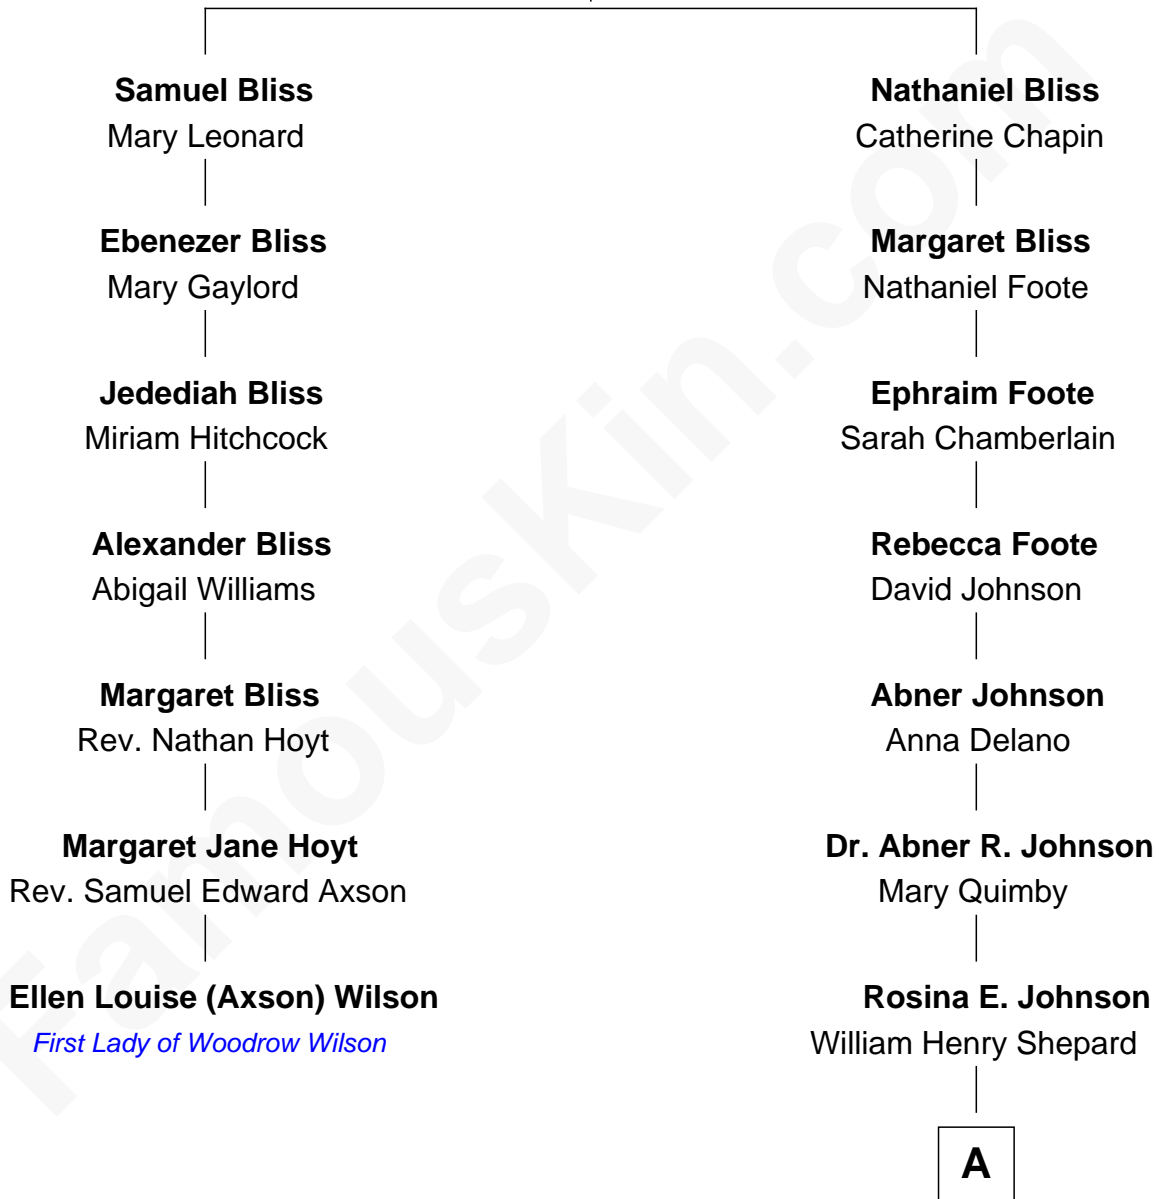 Samuel Bliss
Mary Leonard
Ebenezer Bliss
Mary Gaylord
Jedediah Bliss
Miriam Hitchcock
Alexander Bliss
Abigail Williams
Margaret Bliss
Rev. Nathan Hoyt
Margaret Jane Hoyt
Rev. Samuel Edward Axson
Ellen Louise (Axson) Wilson
First Lady of Woodrow Wilson
Nathaniel Bliss
Catherine Chapin
Margaret Bliss
Nathaniel Foote
Ephraim Foote
Sarah Chamberlain
Rebecca Foote
David Johnson
Abner Johnson
Anna Delano
Dr. Abner R. Johnson
Mary Quimby
Rosina E. Johnson
William Henry Shepard
A
FamousKin.com